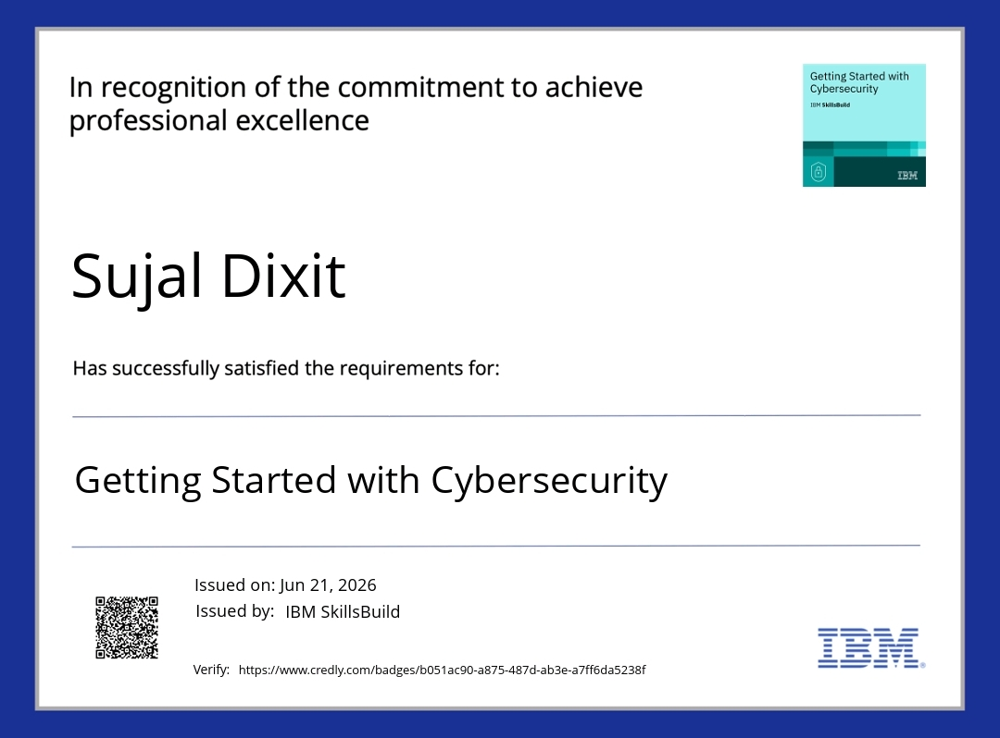 In recognition of the commitment to achieve
professional excellence
Getting Started with
Cybersecurity
IBM SkillsBuild
IBM
Sujal Dixit
Has successfully satisfied the requirements for:
Getting Started with Cybersecurity
Issued on: Jun 21, 2026
Issued by: IBM SkillsBuild
Verify: https://www.credly.com/badges/b051ac90-a875-487d-ab3e-a7ff6da5238f
IBM®